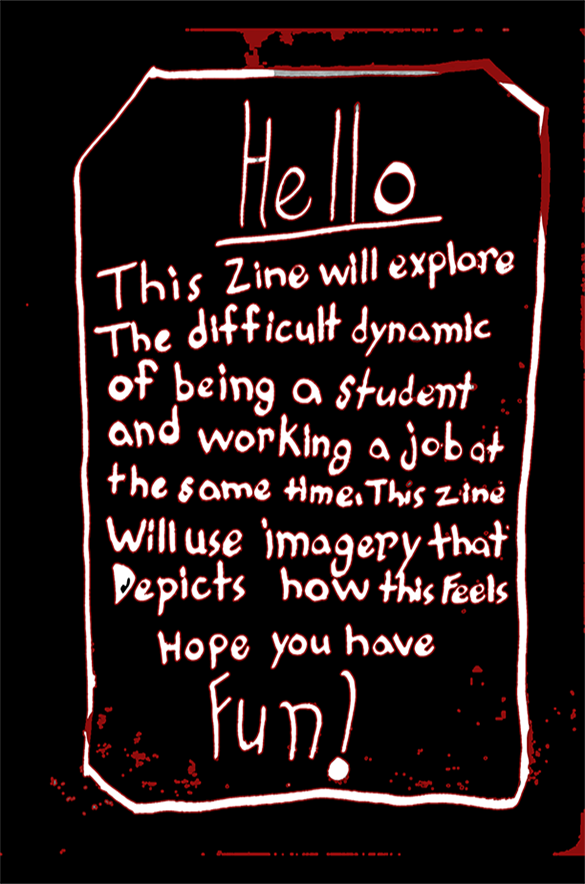 Hello
This Zine will explore
The difficult dynamic
of being a student
and working a job at
the same time. This zine
Will use imagery that
Depicts how this Feels
Hope you have
Fun!